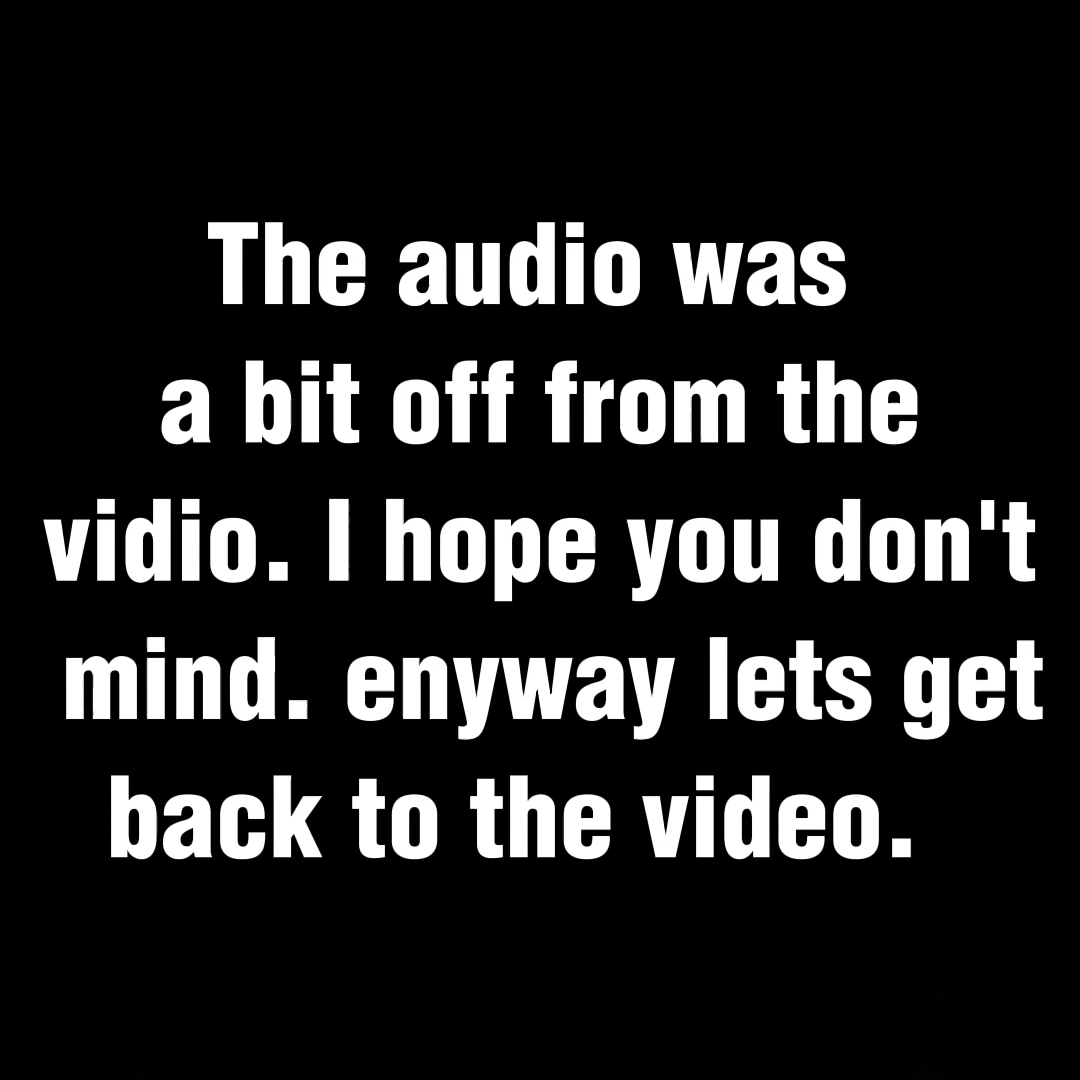 The audio was
a bit off from the
vidio. I hope you don't
mind. enyway lets get
back to the video.